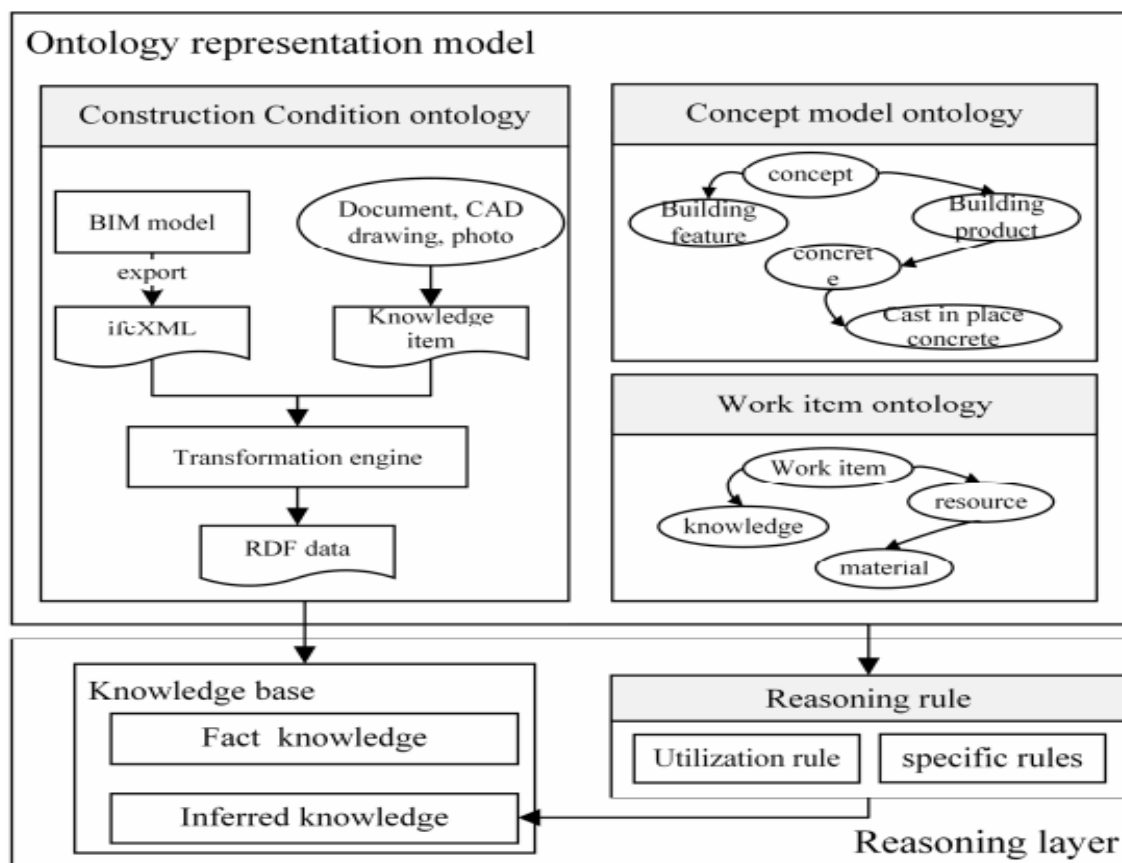 Ontology representation model
Construction Condition ontology
BIM model
export
ifcXML
Document, CAD
drawing, photo
Knowledge
item
Transformation engine
RDF data
Concept model ontology
concept
Building
feature
Building
product
concret
e
Cast in place
concrete
Work item ontology
Work item
knowledge
resource
material
Knowledge base
Fact knowledge
Inferred knowledge
Reasoning rule
Utilization rule
specific rules
Reasoning layer